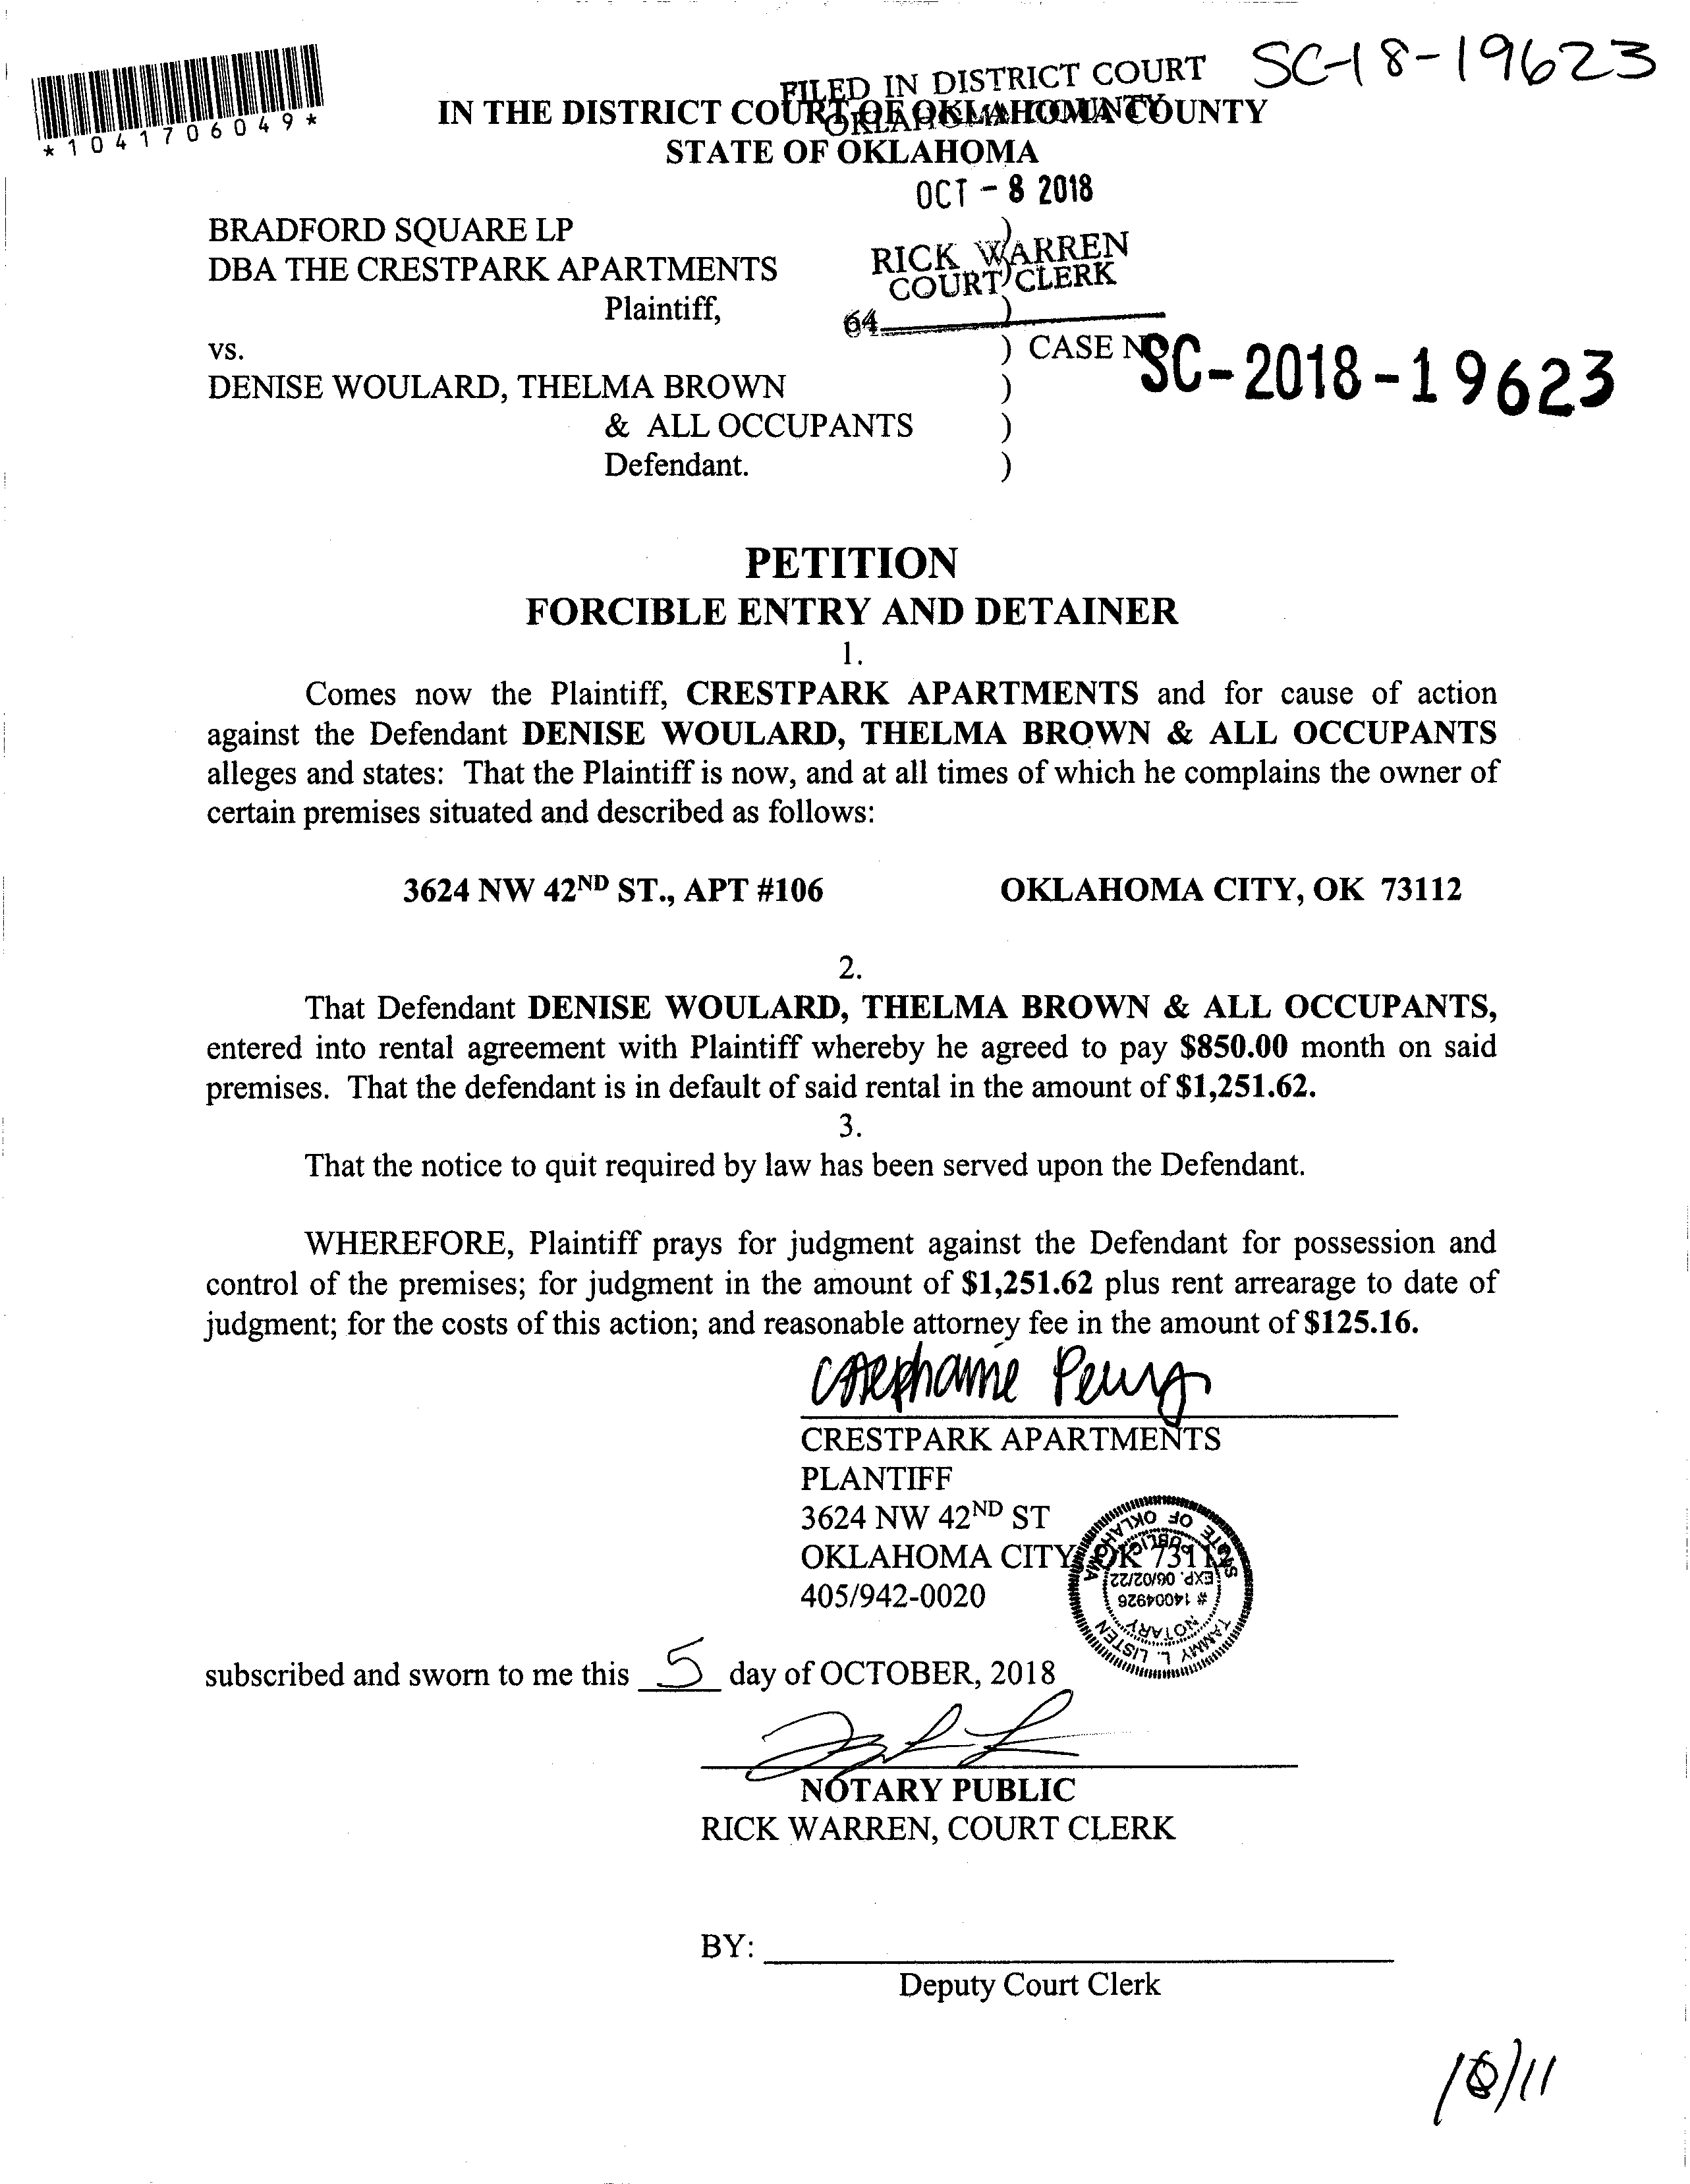 SC-18-19623
*1041706049*
FILED IN DISTRICT COURT
OKLAHOMA COUNTY
IN THE DISTRICT COURT OF OKLAHOMA COUNTY
STATE OF OKLAHOMA
OCT - 8 2018
BRADFORD SQUARE LP )
DBA THE CRESTPARK APARTMENTS )
RICK WARREN
COURT CLERK
Plaintiff, )
64
vs. ) CASE
SC-2018-19623
DENISE WOULARD, THELMA BROWN )
& ALL OCCUPANTS )
Defendant. )
PETITION
FORCIBLE ENTRY AND DETAINER
1.
Comes now the Plaintiff, CRESTPARK APARTMENTS and for cause of action
against the Defendant DENISE WOULARD, THELMA BROWN & ALL OCCUPANTS
alleges and states: That the Plaintiff is now, and at all times of which he complains the owner of
certain premises situated and described as follows:
3624 NW 42ND ST., APT #106 OKLAHOMA CITY, OK 73112
2.
That Defendant DENISE WOULARD, THELMA BROWN & ALL OCCUPANTS,
entered into rental agreement with Plaintiff whereby he agreed to pay $850.00 month on said
premises. That the defendant is in default of said rental in the amount of $1,251.62.
3.
That the notice to quit required by law has been served upon the Defendant.
WHEREFORE, Plaintiff prays for judgment against the Defendant for possession and
control of the premises; for judgment in the amount of $1,251.62 plus rent arrearage to date of
judgment; for the costs of this action; and reasonable attorney fee in the amount of $125.16.
CRESTPARK APARTMENTS
PLANTIFF
3624 NW 42ND ST
OKLAHOMA CITY, OK 73112
405/942-0020
TAMMY L. LISTEN
NOTARY
# 14004926
EXP. 06/02/22
PUBLIC
STATE OF OKLAHOMA
subscribed and sworn to me this 5 day of OCTOBER, 2018
NOTARY PUBLIC
RICK WARREN, COURT CLERK
BY:
Deputy Court Clerk
10/11